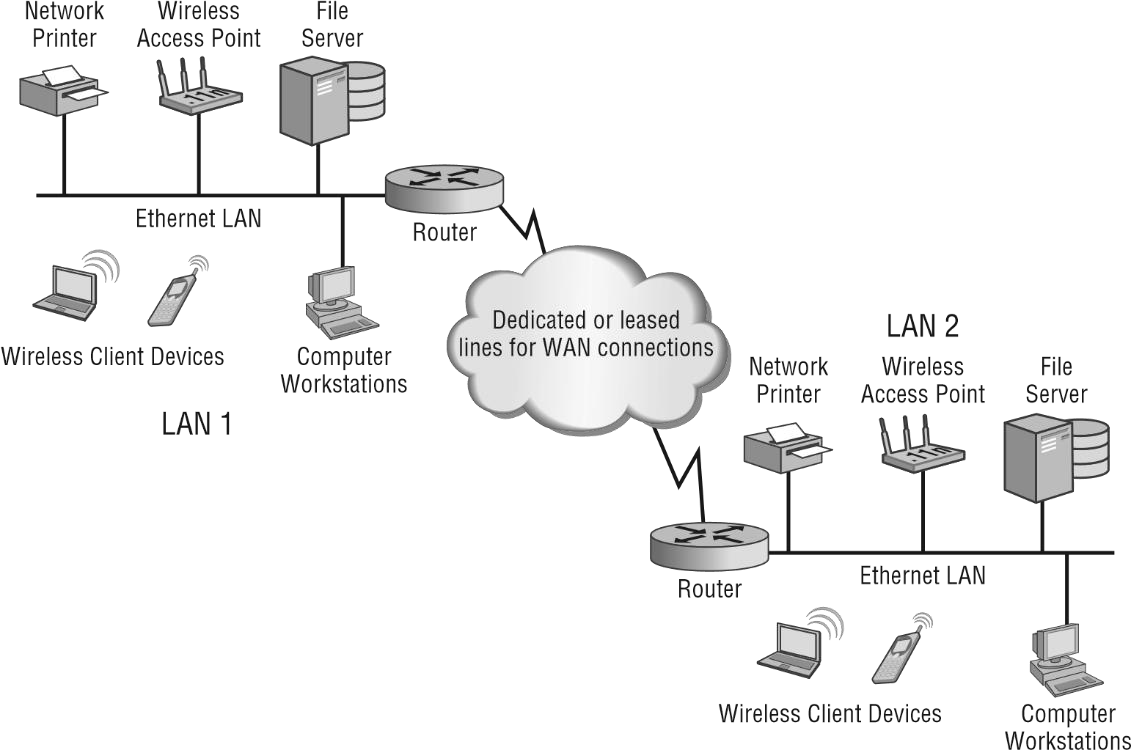 Network
Printer
Wireless
Access Point
File
Server
.11n
Ethernet LAN
Router
Wireless Client Devices
Computer
Workstations
LAN 1
Dedicated or leased
lines for WAN connections
LAN 2
Network
Printer
Wireless
Access Point
File
Server
.11n
Router
Ethernet LAN
Wireless Client Devices
Computer
Workstations